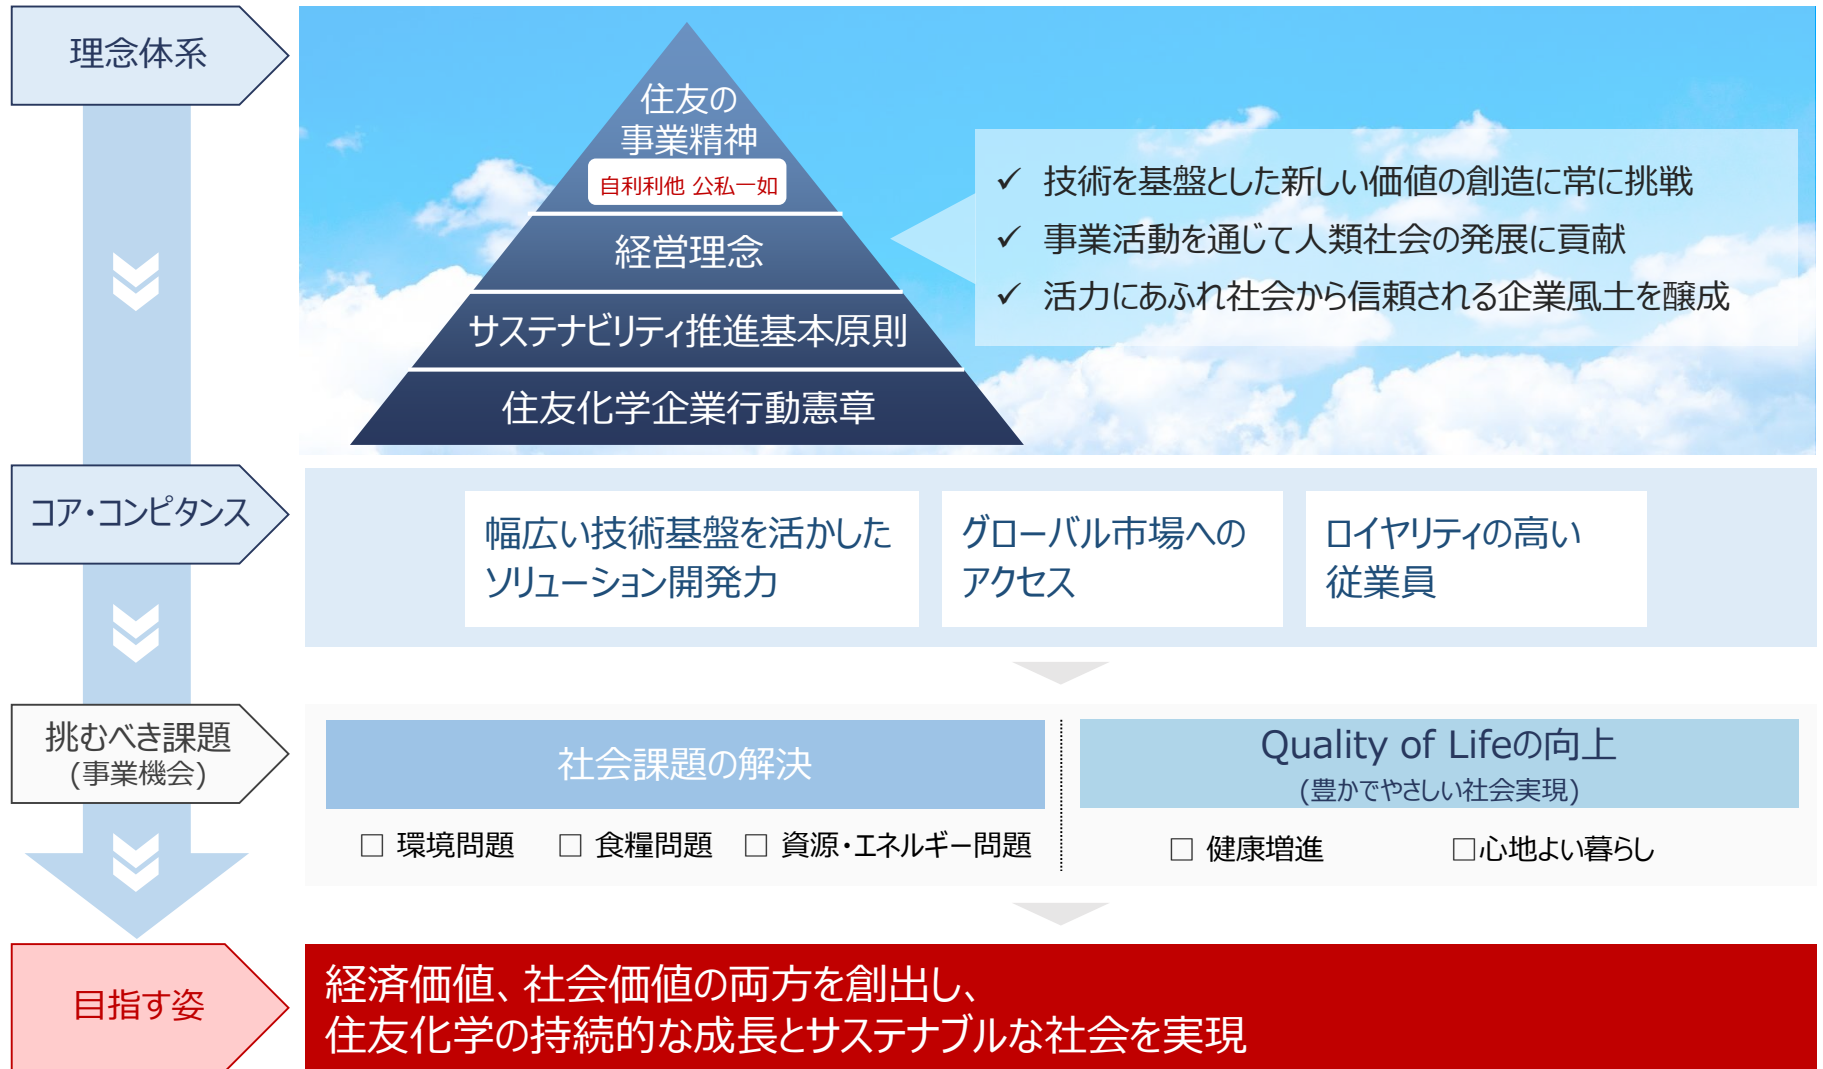 理念体系
住友の
事業精神
自利利他 公私一如
経営理念
サステナビリティ推進基本原則
住友化学企業行動憲章
✓ 技術を基盤とした新しい価値の創造に常に挑戦
✓ 事業活動を通じて人類社会の発展に貢献
✓ 活力にあふれ社会から信頼される企業風土を醸成
コア・コンピタンス
幅広い技術基盤を活かした
ソリューション開発力
グローバル市場への
アクセス
ロイヤリティの高い
従業員
挑むべき課題
(事業機会)
社会課題の解決
□ 環境問題 □ 食糧問題 □ 資源・エネルギー問題
Quality of Lifeの向上
(豊かでやさしい社会実現)
□ 健康増進 □心地よい暮らし
目指す姿
経済価値、社会価値の両方を創出し、
住友化学の持続的な成長とサステナブルな社会を実現